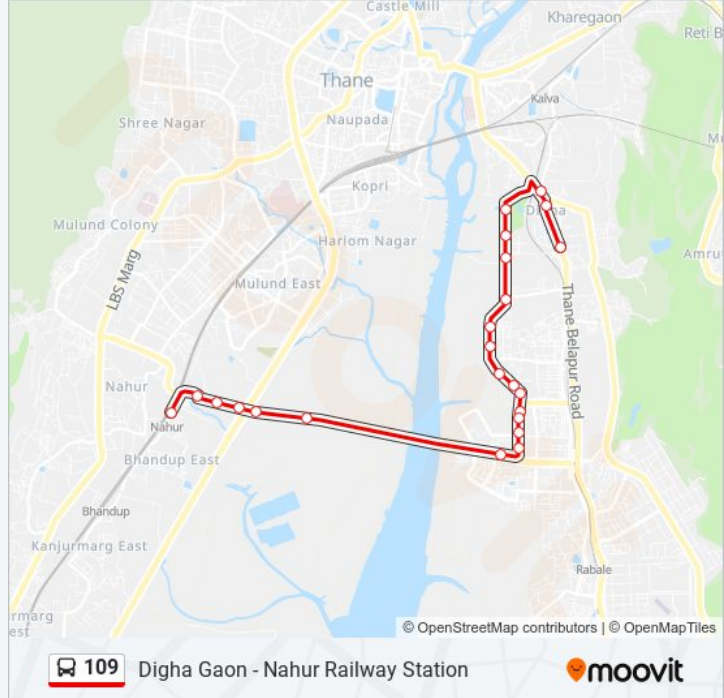 Castle Mill
Kharegaon
Reti B
Thane
Kalva
Naupada
Shree Nagar
Mu
Kopri
Digha
Mulund Colony
Hariom Nagar
Amru
LBS Marg
Mulund East
Thane Belapur Road
Nahur
Nahur
Bhandup East
Bhandup
Kanjurmarg East
Rabale
rmarg
est
© OpenStreetMap contributors | © OpenMapTiles
109 Digha Gaon - Nahur Railway Station
moovit